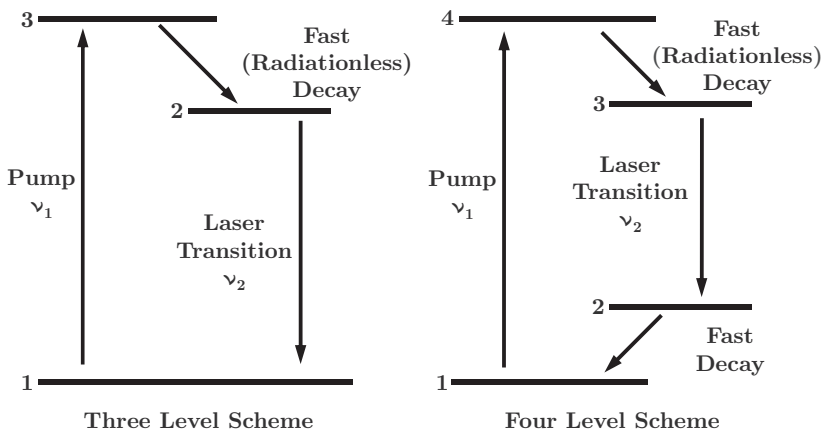 3
Fast
(Radiationless)
Decay
2
Pump
ν₁
Laser
Transition
ν₂
1
Three Level Scheme
4
Fast
(Radiationless)
Decay
3
Pump
ν₁
Laser
Transition
ν₂
2
Fast
Decay
1
Four Level Scheme